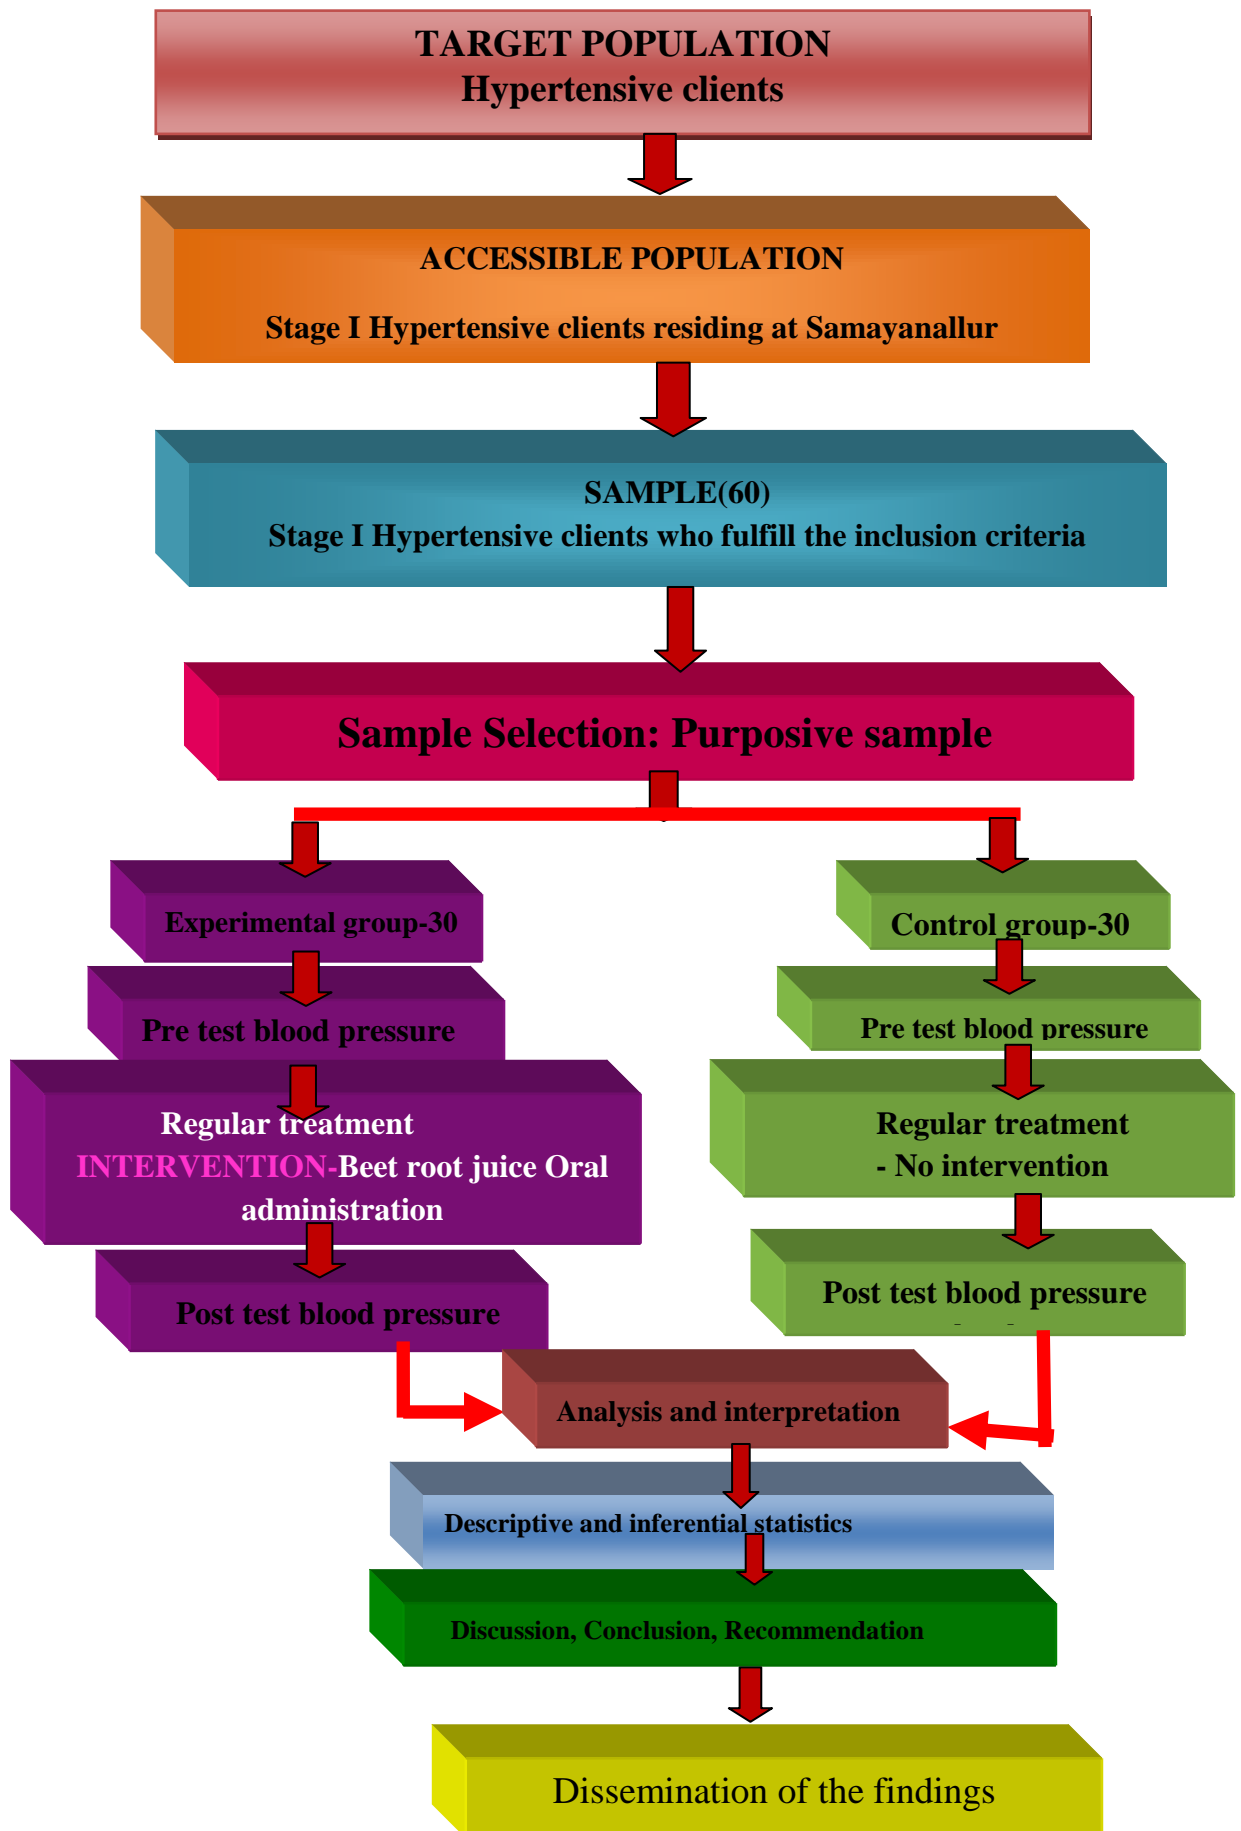 TARGET POPULATION
Hypertensive clients
ACCESSIBLE POPULATION
Stage I Hypertensive clients residing at Samayanallur
SAMPLE(60)
Stage I Hypertensive clients who fulfill the inclusion criteria
Sample Selection: Purposive sample
Experimental group-30
Pre test blood pressure
Regular treatment
INTERVENTION-Beet root juice Oral
administration
Post test blood pressure
Control group-30
Pre test blood pressure
Regular treatment
- No intervention
Post test blood pressure
Analysis and interpretation
Descriptive and inferential statistics
Discussion, Conclusion, Recommendation
Dissemination of the findings